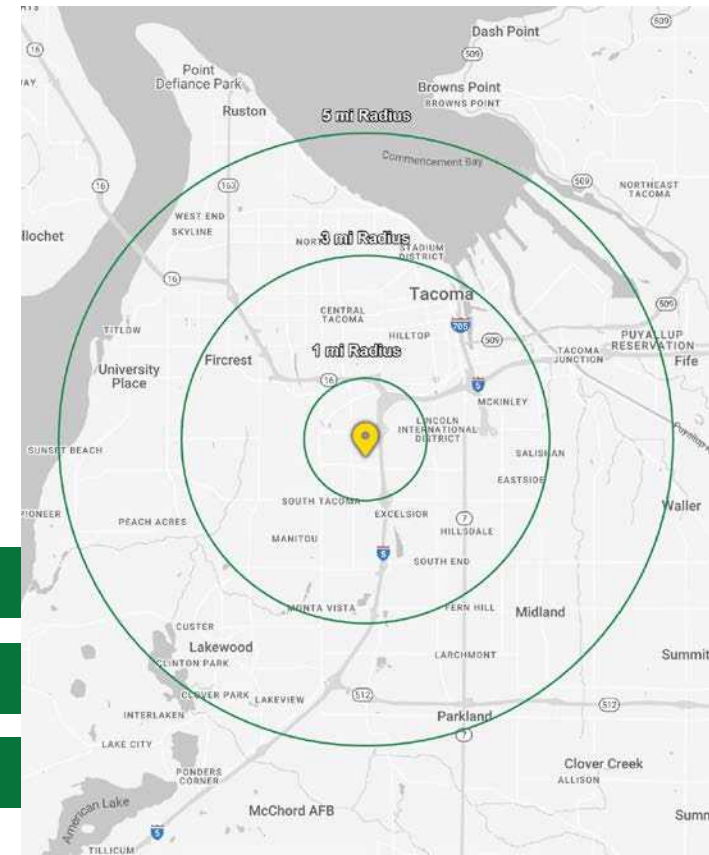 Dash Point
509
509
16
Point
Defiance Park
Browns Point
BROWNS POINT
Ruston
5 mi Radius
Commencement Bay
16
163
509
NORTHEAST
TACOMA
WEST END
SKYLINE
3 mi Radius
STADIUM
DISTRICT
16
Tacoma
509
CENTRAL
TACOMA
705
TITLOW
HILLTOP
509
PUYALLUP
RESERVATION
1 mi Radius
TACOMA
JUNCTION
Fife
University
Place
Fircrest
16
5
MCKINLEY
LINCOLN
INTERNATIONAL
DISTRICT
SUNSET BEACH
SALISHAN
EASTSIDE
SOUTH TACOMA
Waller
PEACH ACRES
EXCELSIOR
7
HILLSDALE
MANITOU
5
SOUTH END
MONTA VISTA
FERN HILL
Midland
CUSTER
Lakewood
CLINTON PARK
LARCHMONT
Summit
CLOVER PARK
LAKEVIEW
512
512
INTERLAKEN
Parkland
7
LAKE CITY
Clover Creek
PONDERS
CORNER
ALLISON
American Lake
McChord AFB
5
TILLICUM